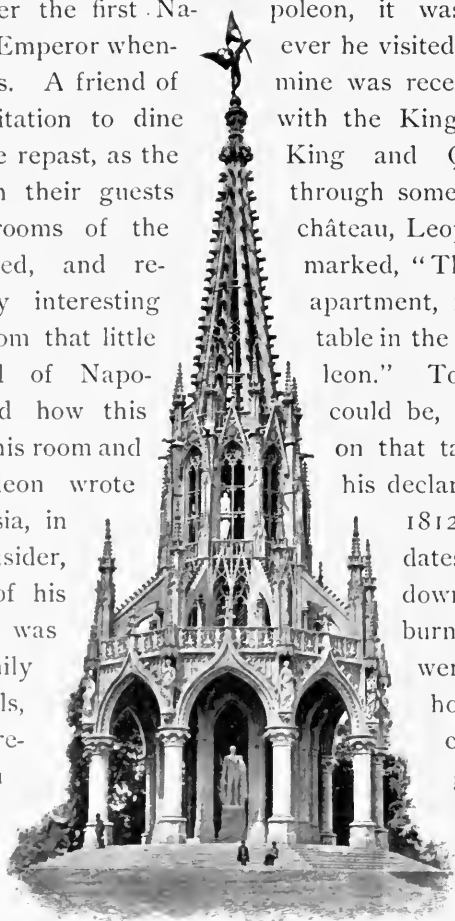 er the first Na- poleon, it was
Emperor when- ever he visited
s. A friend of mine was rece
itation to dine with the King
e repast, as the King and Q
n their guests through some
rooms of the château, Leop
ed, and re- marked, “Th
y interesting apartment,
om that little table in the
l of Napo- leon.” To
d how this could be,
his room and on that ta
eon wrote his declar
sia, in 1812
sider, dates
of his down
was burn
ily wer
ls, ho
re- c